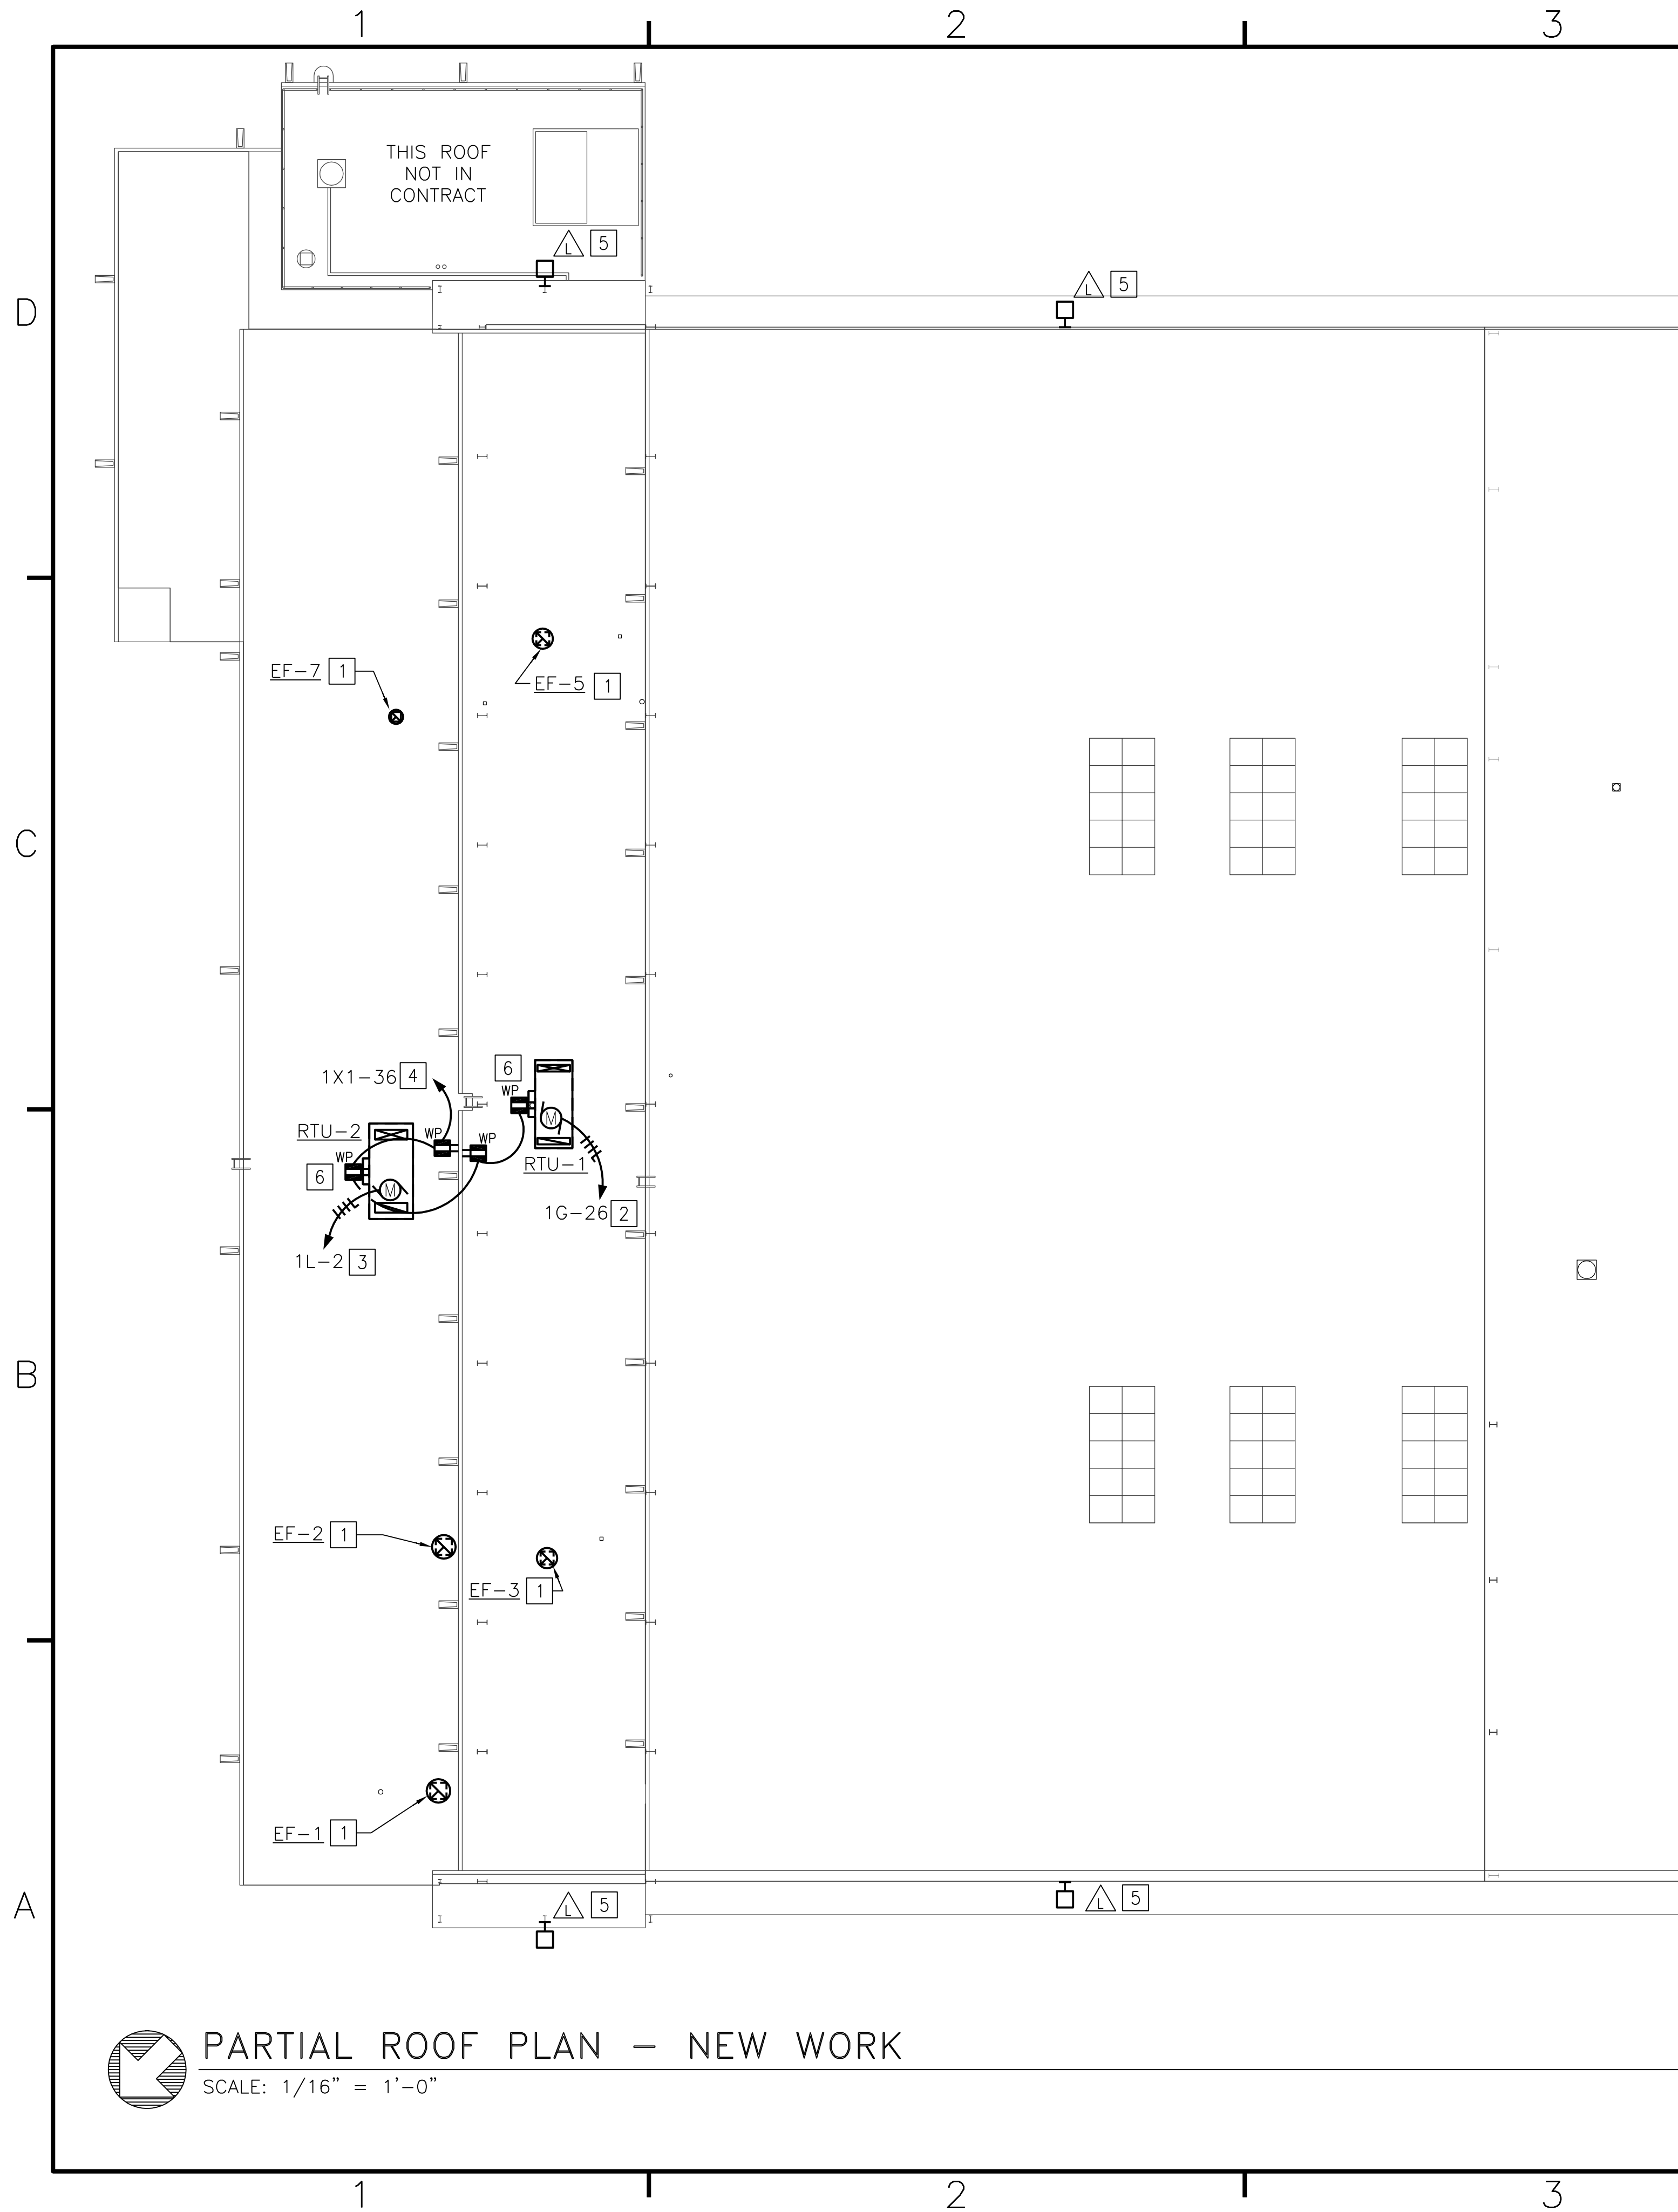 1 2 3
THIS ROOF
NOT IN
CONTRACT
L 5
L 5
D
EF-7 1
EF-5 1
C
6
1X1-36 4
WP
M
RTU-2
WP
WP
WP
RTU-1
6
M
1G-26 2
1L-2 3
B
EF-2 1
EF-3 1
EF-1 1
L 5
L 5
A
PARTIAL ROOF PLAN - NEW WORK
SCALE: 1/16" = 1'-0"
1 2 3